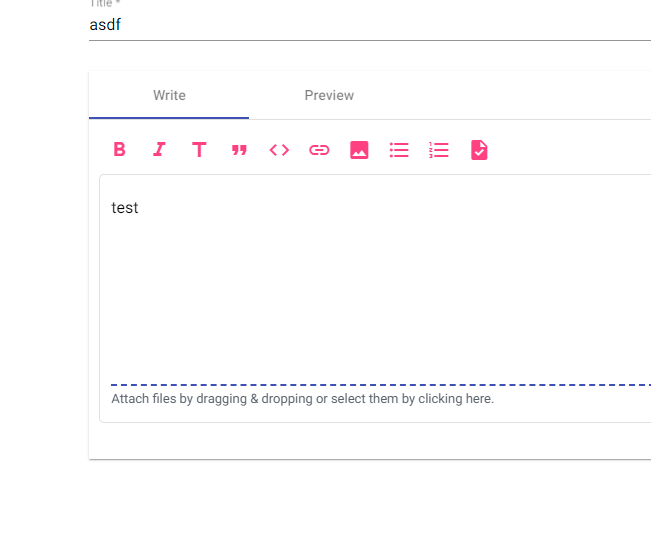 Title *
asdf
Write Preview
test
Attach files by dragging & dropping or select them by clicking here.